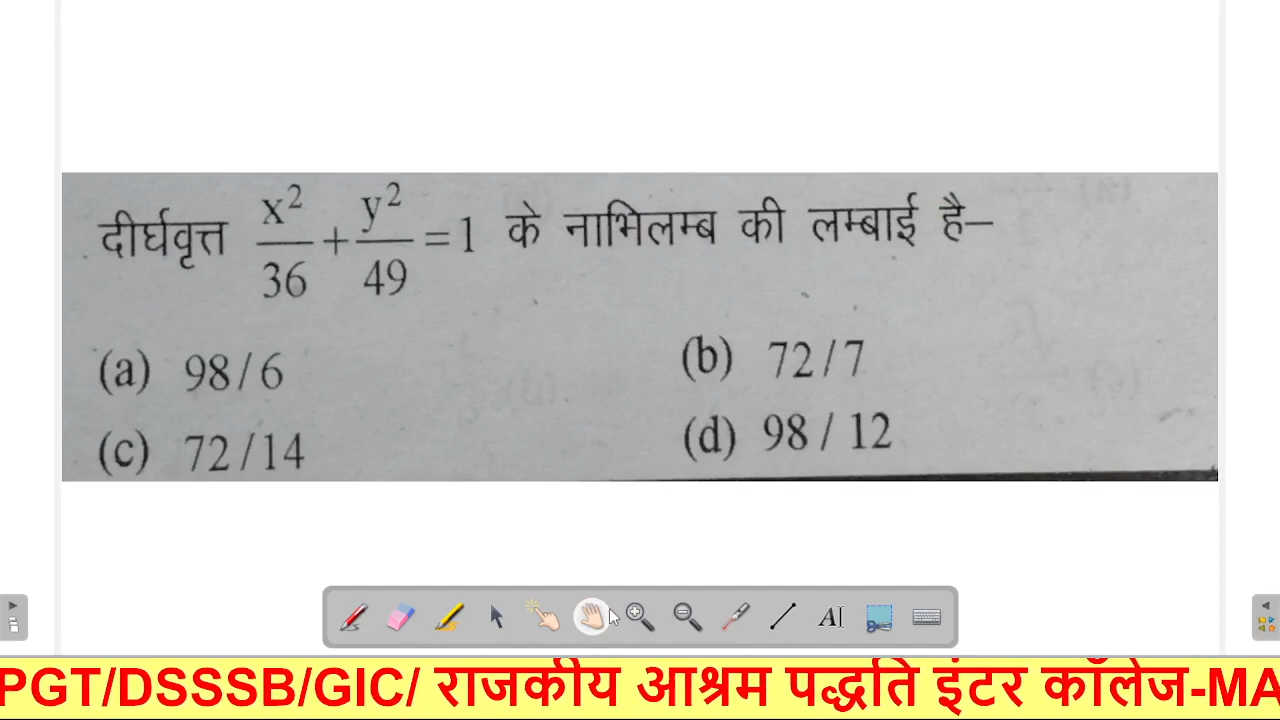 दीर्घवृत्त x²/36 + y²/49 = 1 के नाभिलम्ब की लम्बाई है–
(a) 98/6 (b) 72/7
(c) 72/14 (d) 98 / 12
PGT/DSSSB/GIC/ राजकीय आश्रम पद्धति इंटर कॉलेज-MA